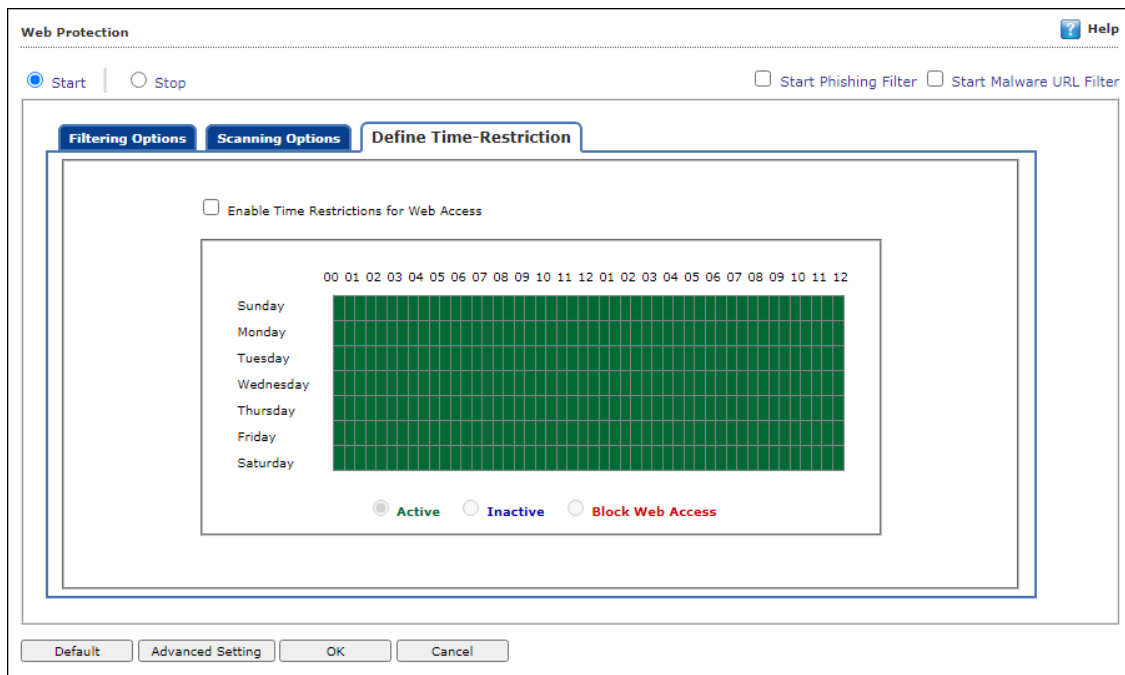 Web Protection
? Help
Start Stop Start Phishing Filter Start Malware URL Filter
Filtering Options Scanning Options Define Time-Restriction
Enable Time Restrictions for Web Access
00 01 02 03 04 05 06 07 08 09 10 11 12 01 02 03 04 05 06 07 08 09 10 11 12
Sunday
Monday
Tuesday
Wednesday
Thursday
Friday
Saturday
Active Inactive Block Web Access
Default Advanced Setting OK Cancel